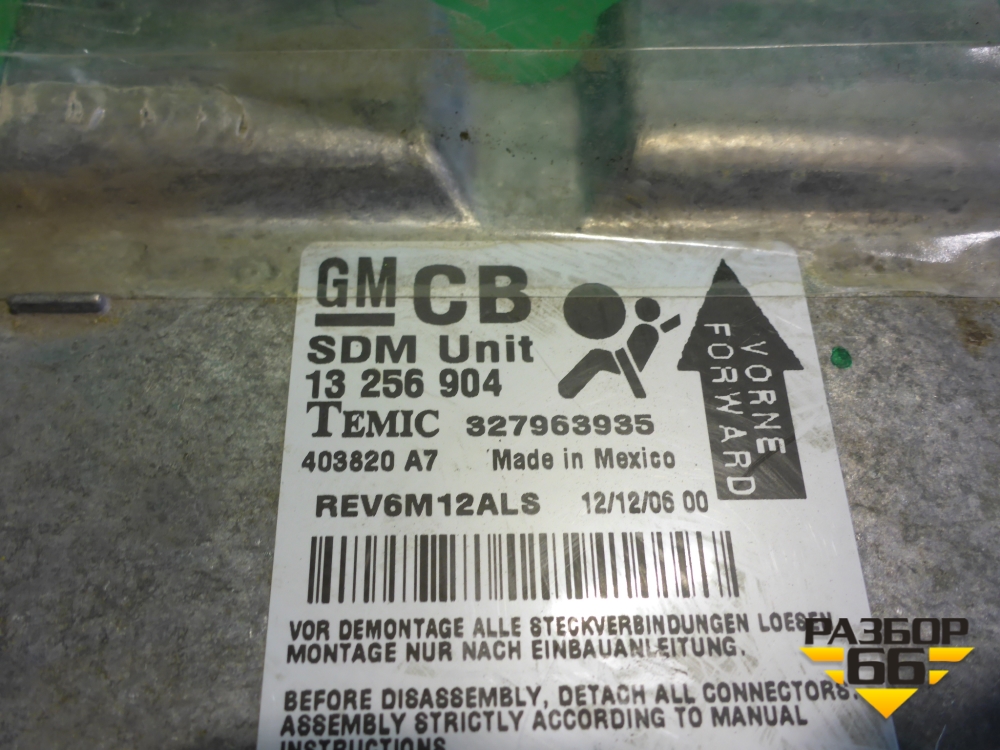 GM CB
SDM Unit
13 256 904
TEMIC 327963935
403820 A7 Made in Mexico
REV6M12ALS 12/12/06 00
VORNE
FORWARD
VOR DEMONTAGE ALLE STECKVERBINDUNGEN LOESEN
MONTAGE NUR NACH EINBAUANLEITUNG.
BEFORE DISASSEMBLY, DETACH ALL CONNECTORS.
ASSEMBLY STRICTLY ACCORDING TO MANUAL
INSTRUCTIONS
РАЗБОР
66